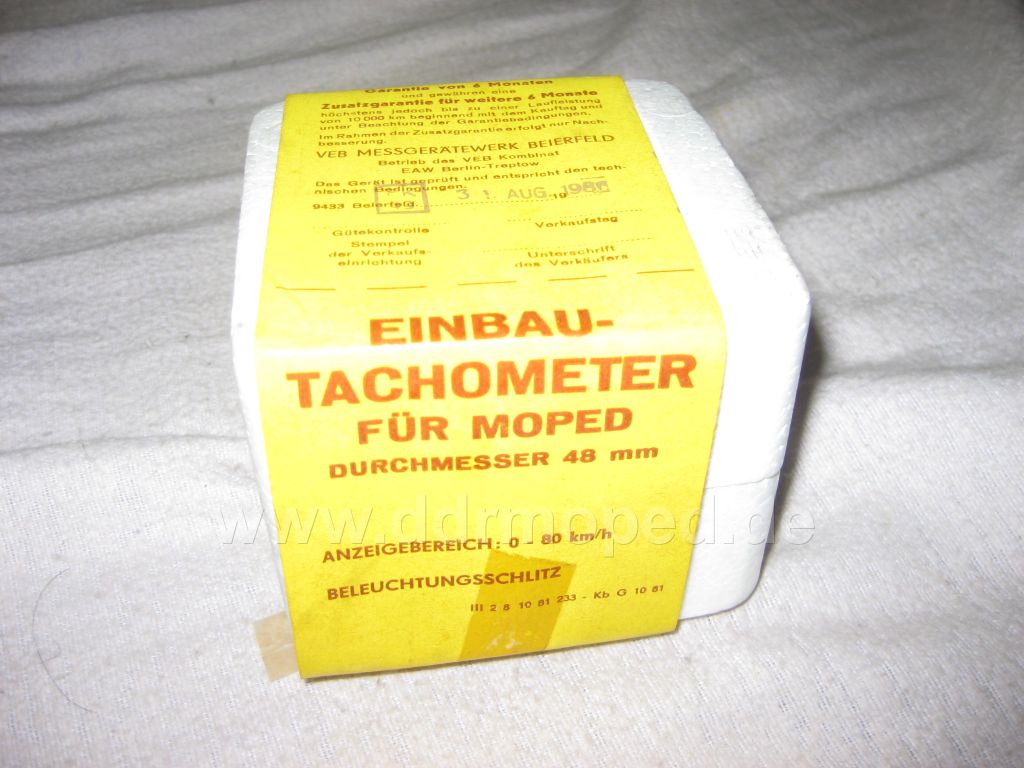 Garantie von 6 Monaten
und gewähren eine
Zusatzgarantie für weitere 6 Monate
höchstens jedoch bis zu einer Laufleistung
von 10 000 km beginnend mit dem Kauftag und
unter Beachtung der Garantiebedingungen.
Im Rahmen der Zusatzgarantie erfolgt nur Nach-
besserung.
VEB MESSGERÄTEWERK BEIERFELD
Betrieb des VEB Kombinat
EAW Berlin-Treptow
Das Gerät ist geprüft und entspricht den tech-
nischen Bedingungen.
31. AUG. 
9433 Beierfeld, 19
Gütekontrolle Verkaufstag
Stempel
der Verkaufs-
einrichtung
Unterschrift
des Verkäufers
EINBAU-
TACHOMETER
FÜR MOPED
DURCHMESSER 48 mm
www.ddrmoped.de
ANZEIGEBEREICH: 0 - 80 km/h
BELEUCHTUNGSSCHLITZ
III 2 8 10 81 233 - Kb G 10 81